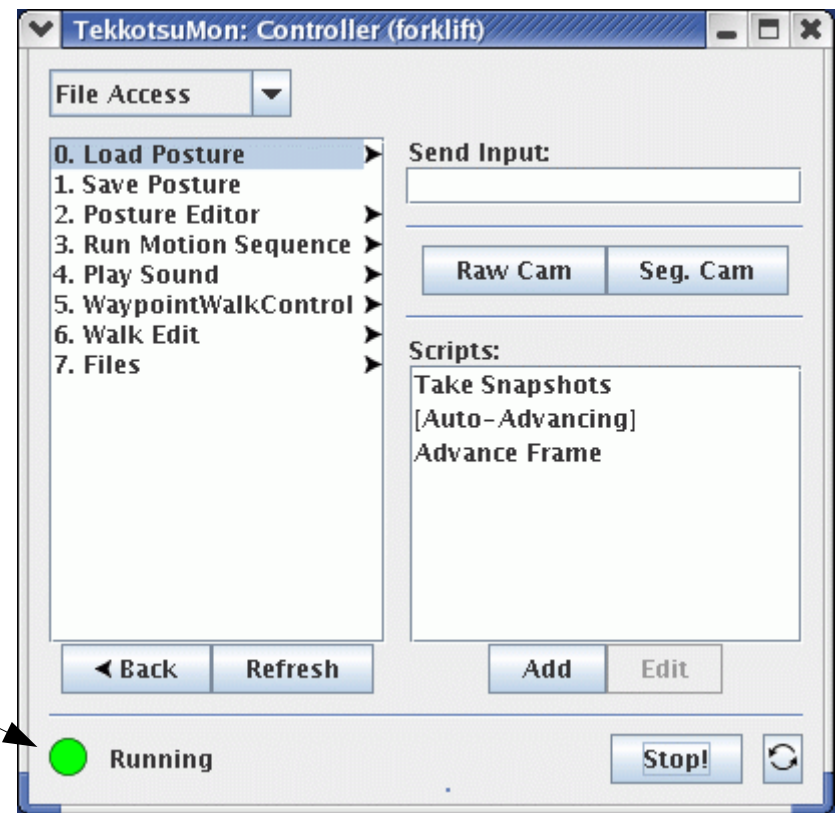 TekkotsuMon: Controller (forklift)
File Access
0. Load Posture
1. Save Posture
2. Posture Editor
3. Run Motion Sequence
4. Play Sound
5. WaypointWalkControl
6. Walk Edit
7. Files
Back
Refresh
Send Input:
Raw Cam
Seg. Cam
Scripts:
Take Snapshots
[Auto-Advancing]
Advance Frame
Add
Edit
Running
Stop!